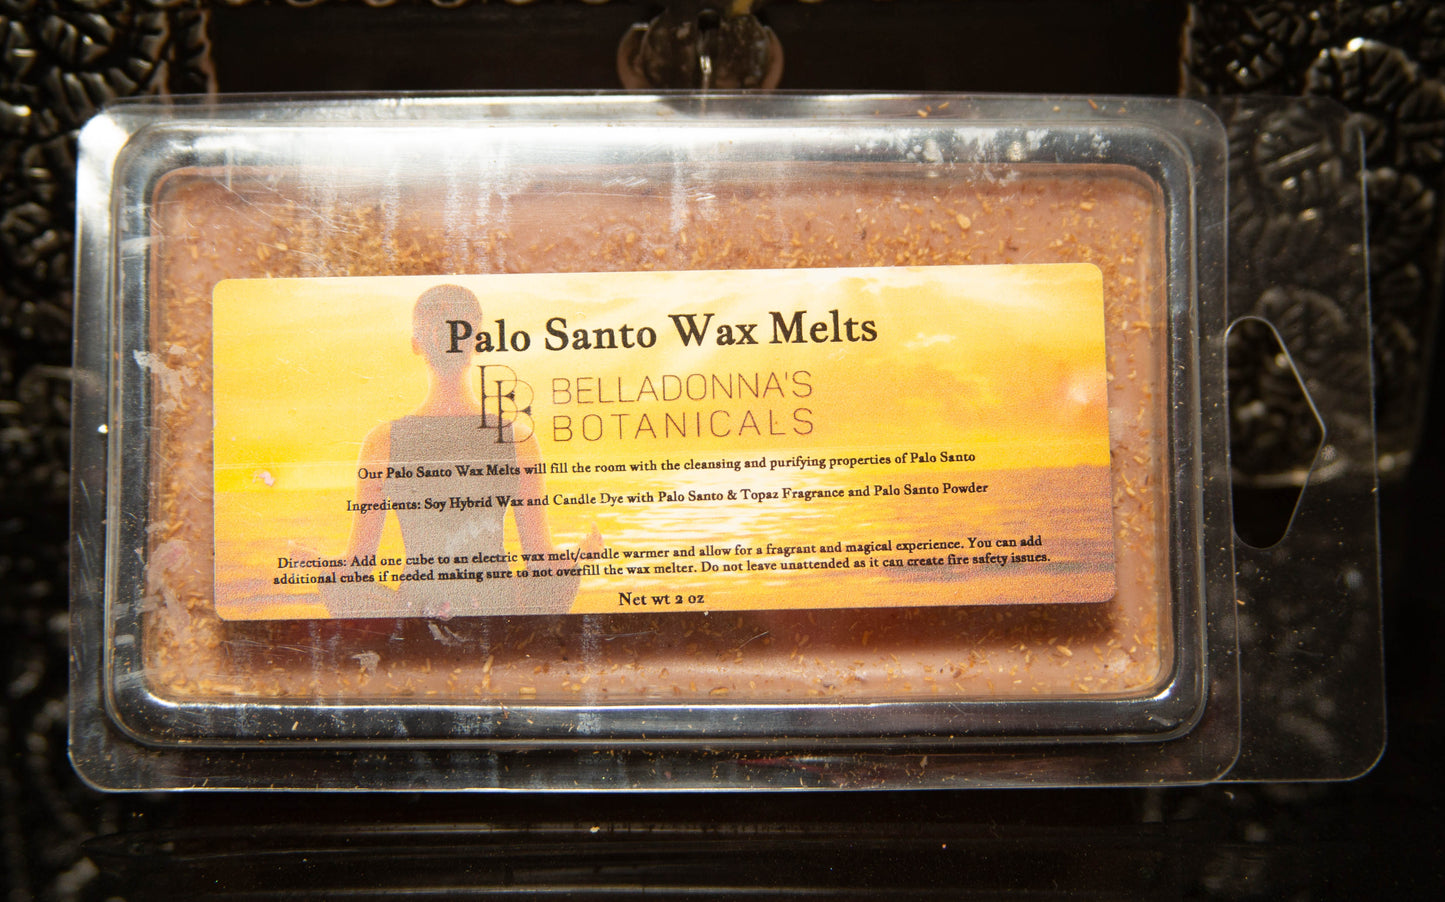 Palo Santo Wax Melts
BB BELLADONNA'S
BOTANICALS
Our Palo Santo Wax Melts will fill the room with the cleansing and purifying properties of Palo Santo
Ingredients: Soy Hybrid Wax and Candle Dye with Palo Santo & Topaz Fragrance and Palo Santo Powder
Directions: Add one cube to an electric wax melt/candle warmer and allow for a fragrant and magical experience. You can add
additional cubes if needed making sure to not overfill the wax melter. Do not leave unattended as it can create fire safety issues.
Net wt 2 oz